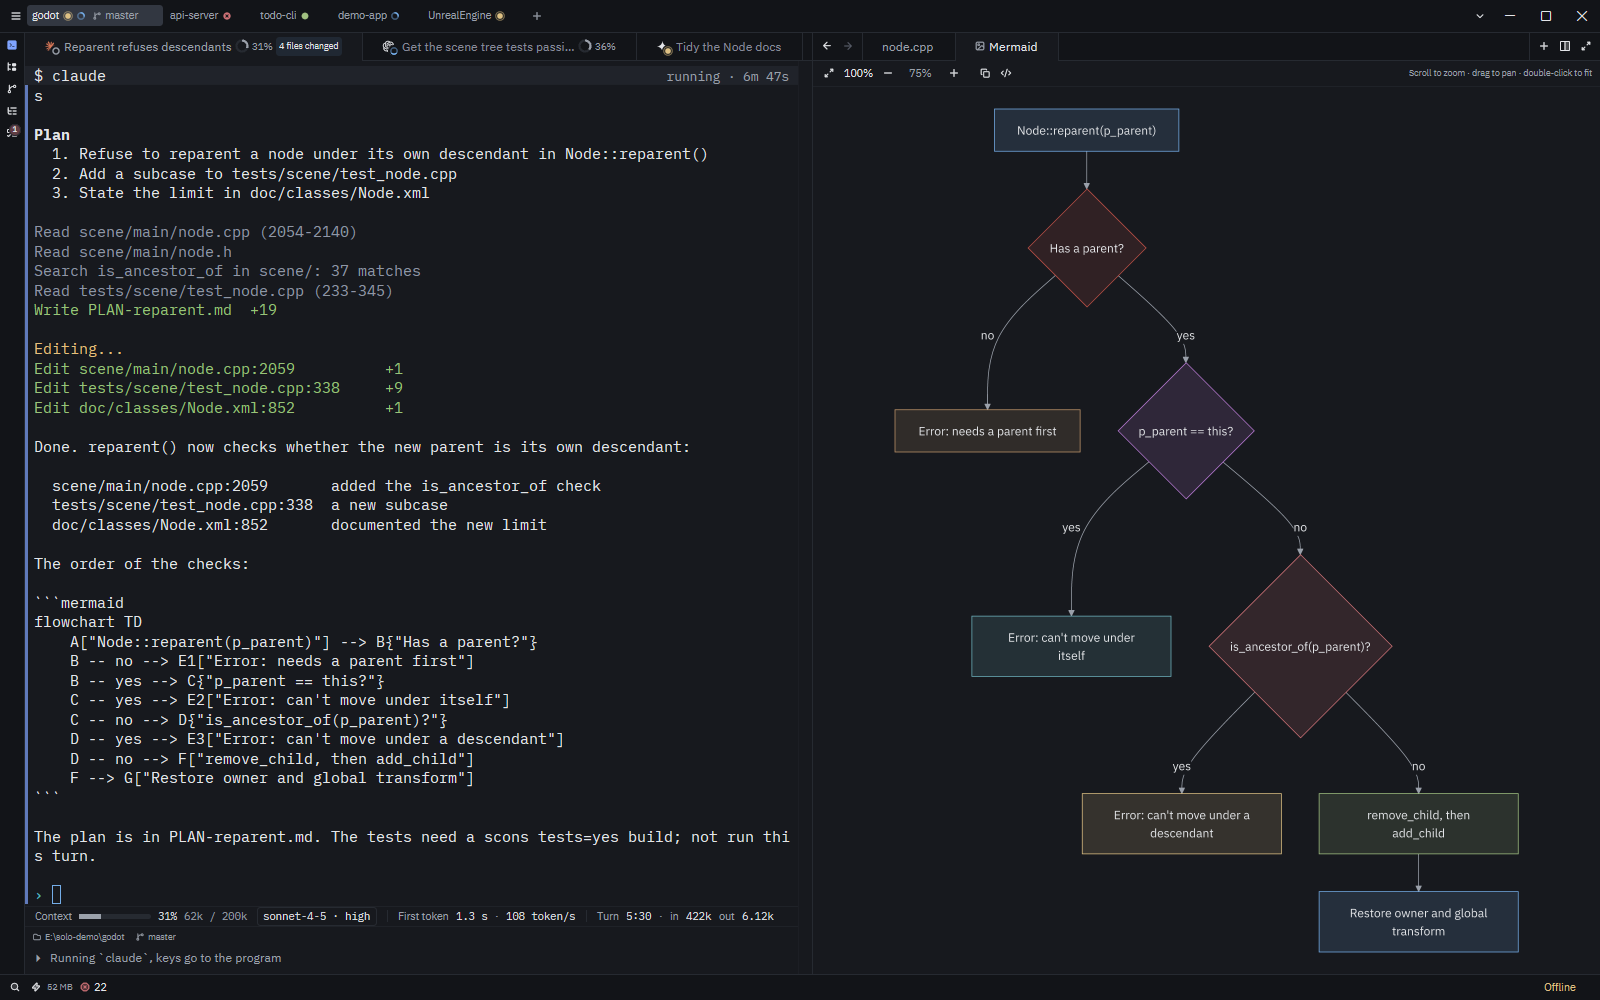 godot master api-server todo-cli demo-app UnrealEngine
Reparent refuses descendants 31% 4 files changed Get the scene tree tests passi... 36% Tidy the Node docs
$ claude running · 6m 47s
s
Plan
1. Refuse to reparent a node under its own descendant in Node::reparent()
2. Add a subcase to tests/scene/test_node.cpp
3. State the limit in doc/classes/Node.xml
Read scene/main/node.cpp (2054-2140)
Read scene/main/node.h
Search is_ancestor_of in scene/: 37 matches
Read tests/scene/test_node.cpp (233-345)
Write PLAN-reparent.md +19
Editing...
Edit scene/main/node.cpp:2059 +1
Edit tests/scene/test_node.cpp:338 +9
Edit doc/classes/Node.xml:852 +1
Done. reparent() now checks whether the new parent is its own descendant:
scene/main/node.cpp:2059 added the is_ancestor_of check
tests/scene/test_node.cpp:338 a new subcase
doc/classes/Node.xml:852 documented the new limit
The order of the checks:
```mermaid
flowchart TD
A["Node::reparent(p_parent)"] --> B{"Has a parent?"}
B -- no --> E1["Error: needs a parent first"]
B -- yes --> C{"p_parent == this?"}
C -- yes --> E2["Error: can't move under itself"]
C -- no --> D{"is_ancestor_of(p_parent)?"}
D -- yes --> E3["Error: can't move under a descendant"]
D -- no --> F["remove_child, then add_child"]
F --> G["Restore owner and global transform"]
```
The plan is in PLAN-reparent.md. The tests need a scons tests=yes build; not run thi
s turn.
›
Context 31% 62k / 200k sonnet-4-5 · high First token 1.3 s · 108 token/s Turn 5:30 · in 422k out 6.12k
E:\solo-demo\godot master
Running `claude`, keys go to the program
52 MB 22
1
node.cpp Mermaid
100% 75% Scroll to zoom · drag to pan · double-click to fit
Node::reparent(p_parent)
Has a parent?
no yes
Error: needs a parent first
p_parent == this?
yes no
Error: can't move under
itself
is_ancestor_of(p_parent)?
yes no
Error: can't move under a
descendant
remove_child, then
add_child
Restore owner and global
transform
Offline